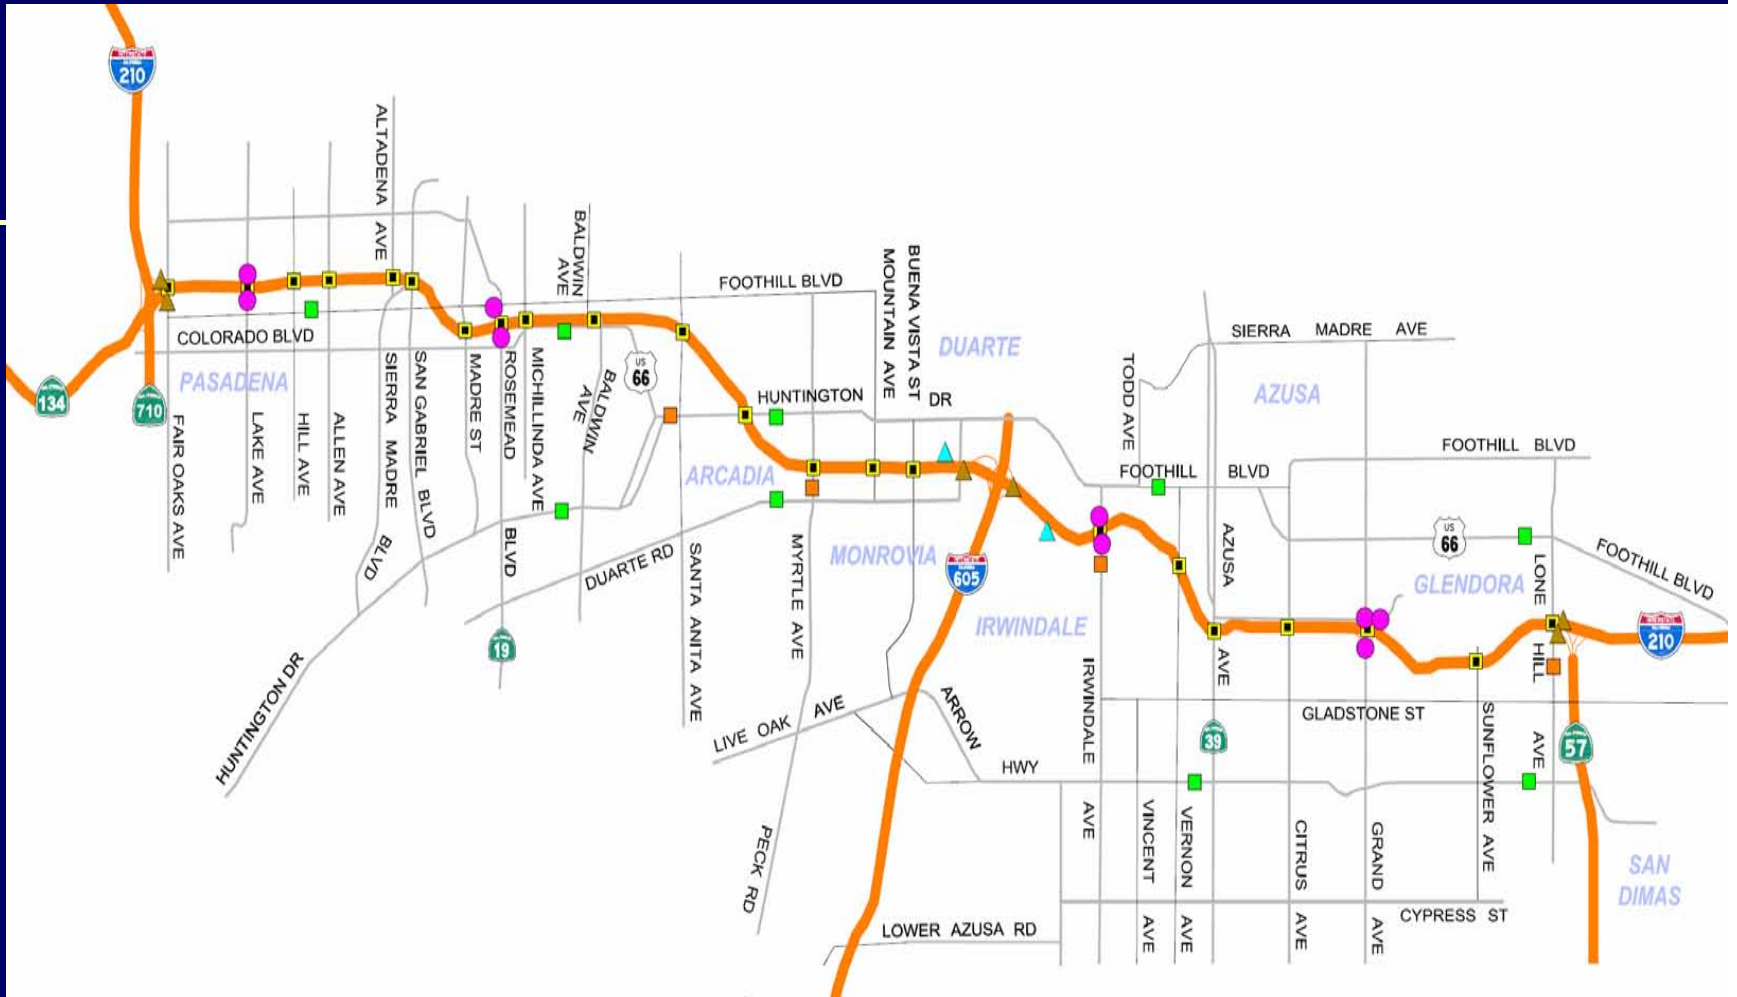 210
ALTADENA AVE
BALDWIN AVE
MOUNTAIN AVE
BUENA VISTA ST
FOOTHILL BLVD
SIERRA MADRE AVE
COLORADO BLVD
DUARTE
PASADENA
134
710
US 66
AZUSA
TODD AVE
HUNTINGTON DR
FAIR OAKS AVE
LAKE AVE
HILL AVE
ALLEN AVE
SIERRA MADRE BLVD
SAN GABRIEL BLVD
MADRE ST
ROSEMEAD BLVD
MICHILLINDA AVE
BALDWIN AVE
FOOTHILL BLVD
FOOTHILL BLVD
ARCADIA
MONROVIA
DUARTE RD
SANTA ANITA AVE
MYRTLE AVE
605
IRWINDALE
AZUSA AVE
US 66
GLENDORA
LONE HILL AVE
FOOTHILL BLVD
210
19
HUNTINGTON DR
LIVE OAK AVE
ARROW HWY
IRWINDALE AVE
GLADSTONE ST
39
57
SUNFLOWER AVE
PECK RD
VINCENT AVE
VERNON AVE
CITRUS AVE
GRAND AVE
SAN
DIMAS
CYPRESS ST
LOWER AZUSA RD